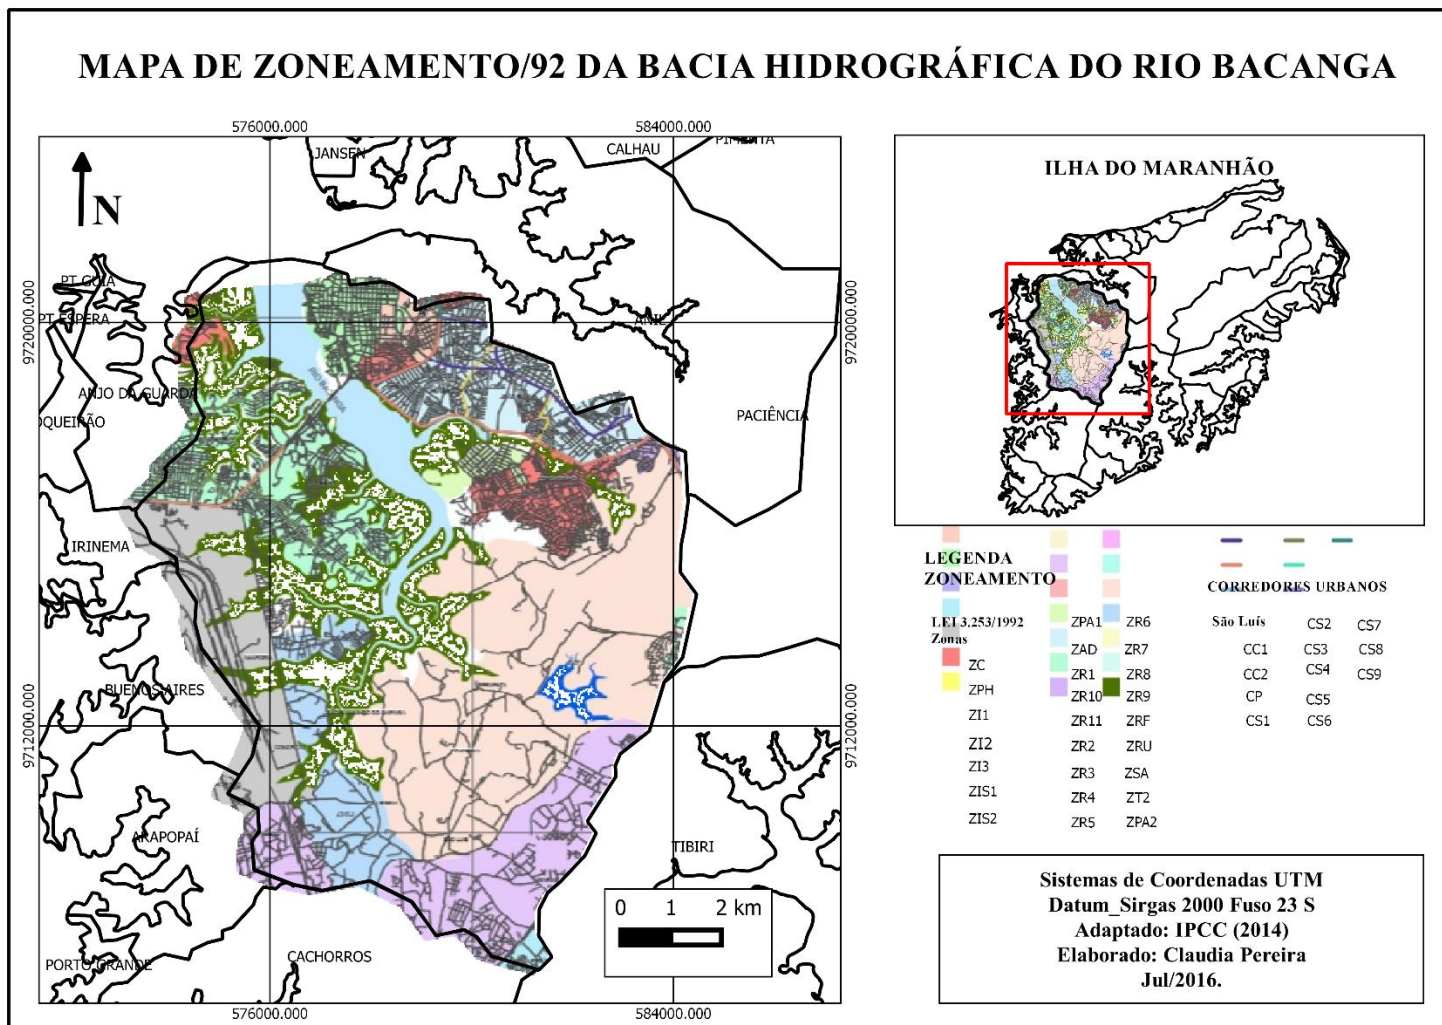 MAPA DE ZONEAMENTO/92 DA BACIA HIDROGRÁFICA DO RIO BACANGA
576000.000
584000.000
JANSEN
CALHAU
PIMENTA
N
PT GUIA
PT ESPERA
9720000.000
ANIL
9720000.000
ANJO DA GUARDA
OQUEIRÃO
PACIÊNCIA
IRINEMA
BUENOS AIRES
9712000.000
9712000.000
ARAPOPAÍ
TIBIRI
0 1 2 km
PORTO GRANDE
CACHORROS
576000.000
584000.000
ILHA DO MARANHÃO
LEGENDA
ZONEAMENTO
LEI 3.253/1992
Zonas
ZC
ZPH
ZI1
ZI2
ZI3
ZIS1
ZIS2
ZPA1
ZAD
ZR1
ZR10
ZR11
ZR2
ZR3
ZR4
ZR5
ZR6
ZR7
ZR8
ZR9
ZRF
ZRU
ZSA
ZT2
ZPA2
CORREDORES URBANOS
São Luís
CC1
CC2
CP
CS1
CS2
CS3
CS4
CS5
CS6
CS7
CS8
CS9
Sistemas de Coordenadas UTM
Datum_Sirgas 2000 Fuso 23 S
Adaptado: IPCC (2014)
Elaborado: Claudia Pereira
Jul/2016.